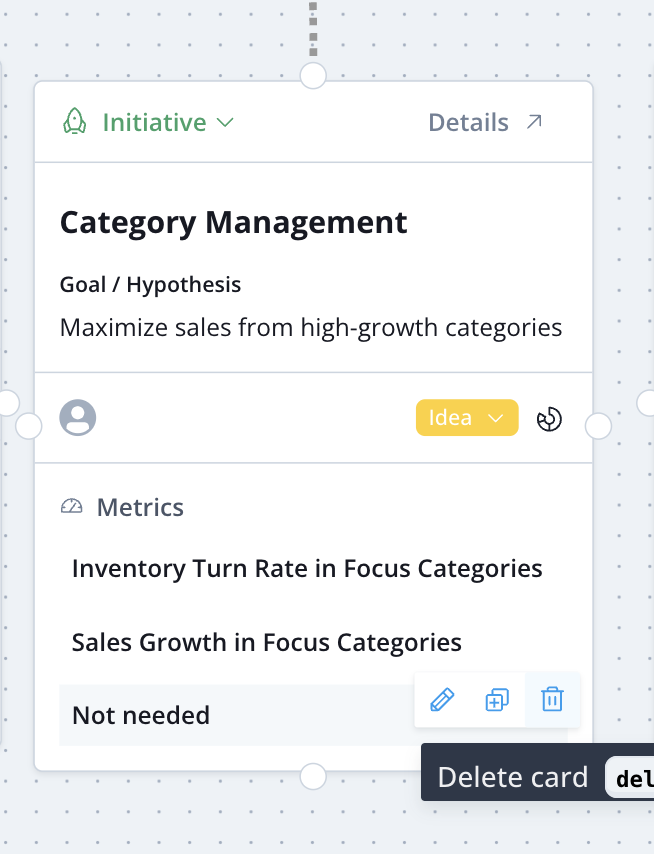 Initiative
Details
Category Management
Goal / Hypothesis
Maximize sales from high-growth categories
Idea
Metrics
Inventory Turn Rate in Focus Categories
Sales Growth in Focus Categories
Not needed
Delete card del